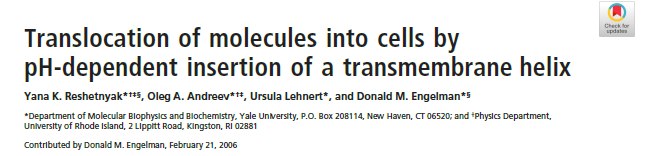 Check for
updates
Translocation of molecules into cells by
pH-dependent insertion of a transmembrane helix
Yana K. Reshetnyak*†‡§, Oleg A. Andreev*†‡, Ursula Lehnert*, and Donald M. Engelman*§
*Department of Molecular Biophysics and Biochemistry, Yale University, P.O. Box 208114, New Haven, CT 06520; and †Physics Department,
University of Rhode Island, 2 Lippitt Road, Kingston, RI 02881
Contributed by Donald M. Engelman, February 21, 2006